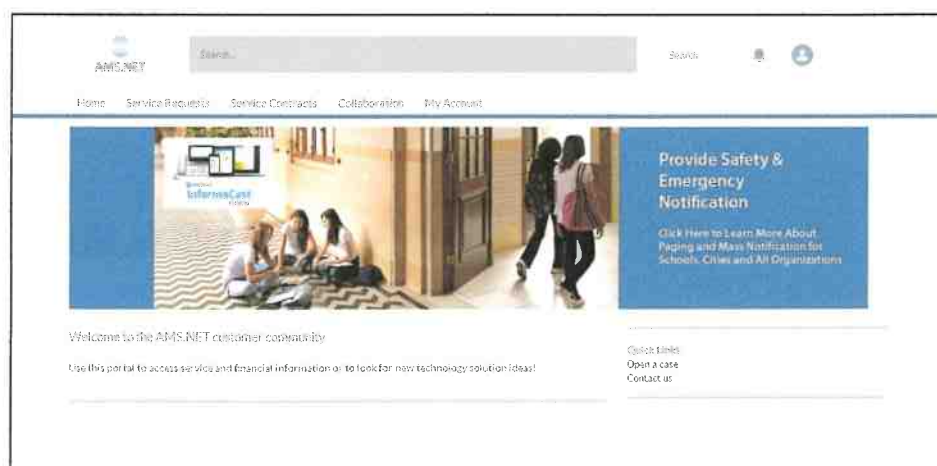 AMS.NET
Search...
Search
Home Service Requests Service Contracts Collaboration My Account
InformaCast
Provide Safety &
Emergency
Notification
Click Here to Learn More About
Paging and Mass Notification for
Schools, Cities and All Organizations
Welcome to the AMS.NET customer community
Use this portal to access service and financial information or to look for new technology solution ideas!
Quick Links
Open a case
Contact us